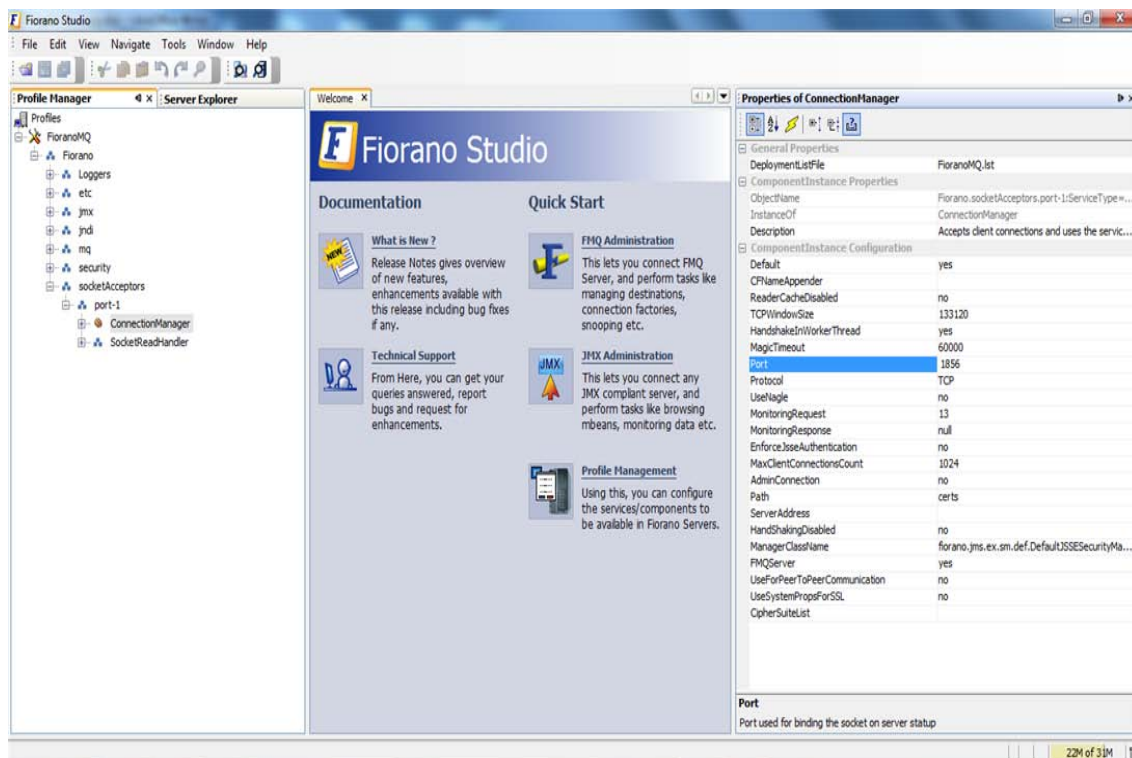 Fiorano Studio
File Edit View Navigate Tools Window Help
Profile Manager
Server Explorer
Profiles
FioranoMQ
Fiorano
Loggers
etc
jmx
jndi
mq
security
socketAcceptors
port-1
ConnectionManager
SocketReadHandler
Welcome
Fiorano Studio
Documentation
NEW
What is New ?
Release Notes gives overview
of new features,
enhancements available with
this release including bug fixes
if any.
Technical Support
From Here, you can get your
queries answered, report
bugs and request for
enhancements.
Quick Start
FMQ Administration
This lets you connect FMQ
Server, and perform tasks like
managing destinations,
connection factories,
snooping etc.
JMX
JMX Administration
This lets you connect any
JMX compliant server, and
perform tasks like browsing
mbeans, monitoring data etc.
Profile Management
Using this, you can configure
the services/components to
be available in Fiorano Servers.
Properties of ConnectionManager
General Properties
DeploymentListFile FioranoMQ.lst
ComponentInstance Properties
ObjectName Fiorano.socketAcceptors.port-1:ServiceType=...
InstanceOf ConnectionManager
Description Accepts client connections and uses the servic...
ComponentInstance Configuration
Default yes
CFNameAppender
ReaderCacheDisabled no
TCPWindowSize 133120
HandshakeInWorkerThread yes
MagicTimeout 60000
Port 1856
Protocol TCP
UseNagle no
MonitoringRequest 13
MonitoringResponse null
EnforceJsseAuthentication no
MaxClientConnectionsCount 1024
AdminConnection no
Path certs
ServerAddress
HandShakingDisabled no
ManagerClassName fiorano.jms.ex.sm.def.DefaultJSSESecurityMa...
FMQServer yes
UseForPeerToPeerCommunication no
UseSystemPropsForSSL no
CipherSuiteList
Port
Port used for binding the socket on server statup
22M of 31M